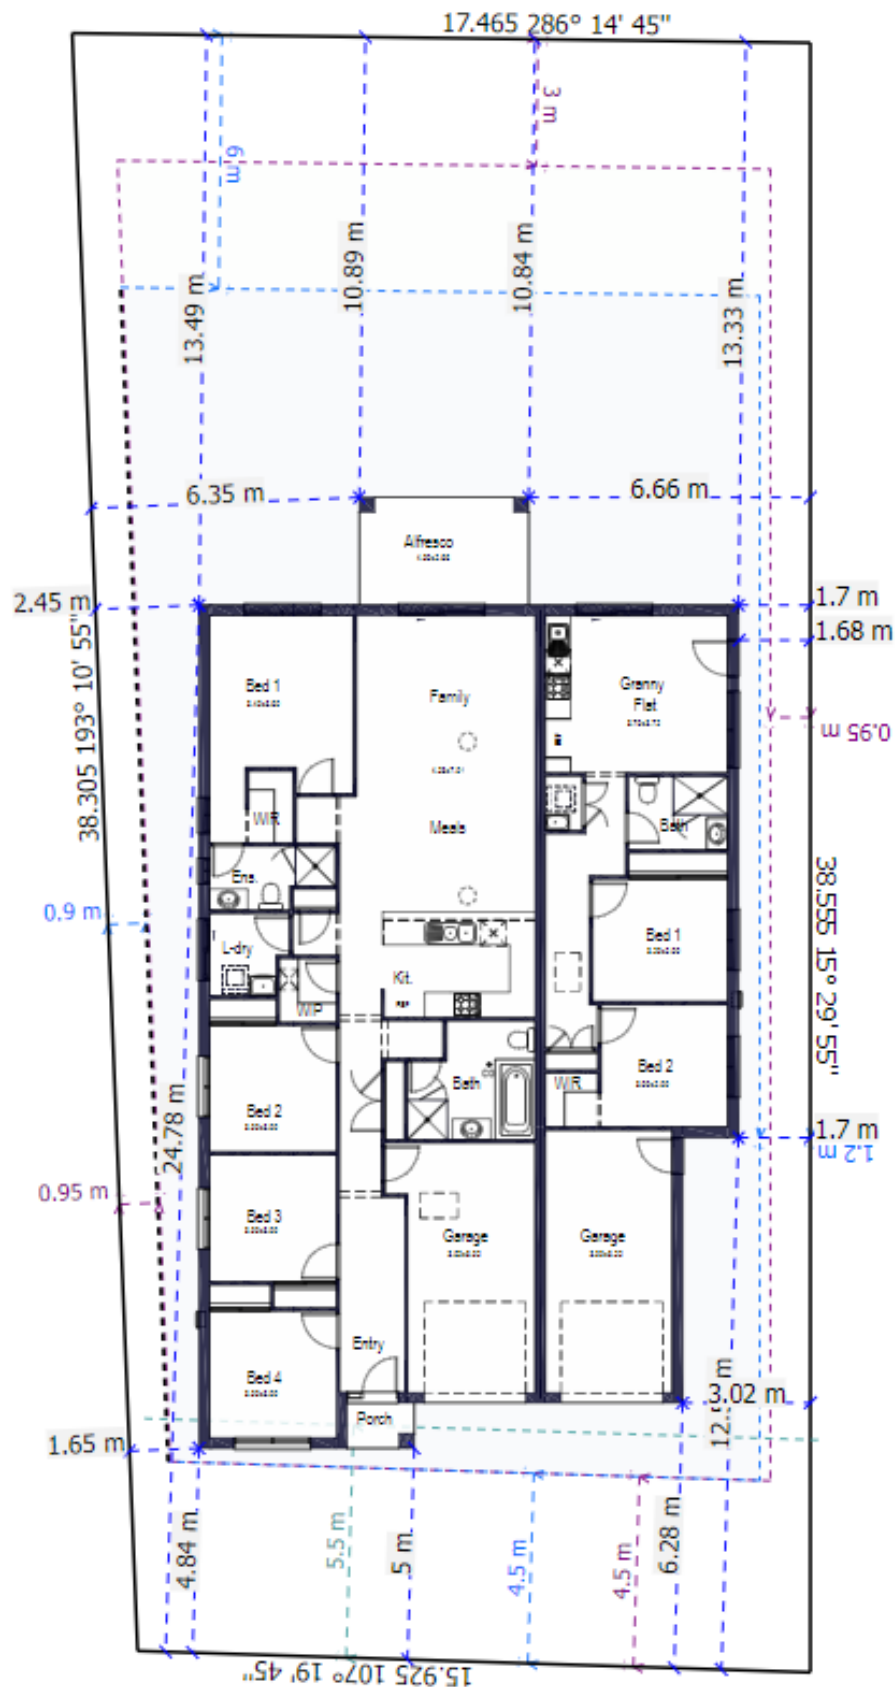 17.465 286° 14' 45"
3 m
6 m
13.49 m
10.89 m
10.84 m
13.33 m
6.35 m
6.66 m
Alfresco
2.45 m
1.7 m
1.68 m
38.305 193° 10' 55"
Bed 1
Family
Granny
Flat
0.95 m
WIR
Meals
Bath
Ens.
38.555 15° 29' 55"
0.9 m
L-dry
Bed 1
Kit.
WIP
Bed 2
Bath
Bed 2
WIR
24.78 m
1.7 m
1.2 m
0.95 m
Bed 3
Garage
Garage
Entry
Bed 4
3.02 m
Porch
1.65 m
4.84 m
5.5 m
5 m
4.5 m
4.5 m
6.28 m
15.925 107° 19' 45"